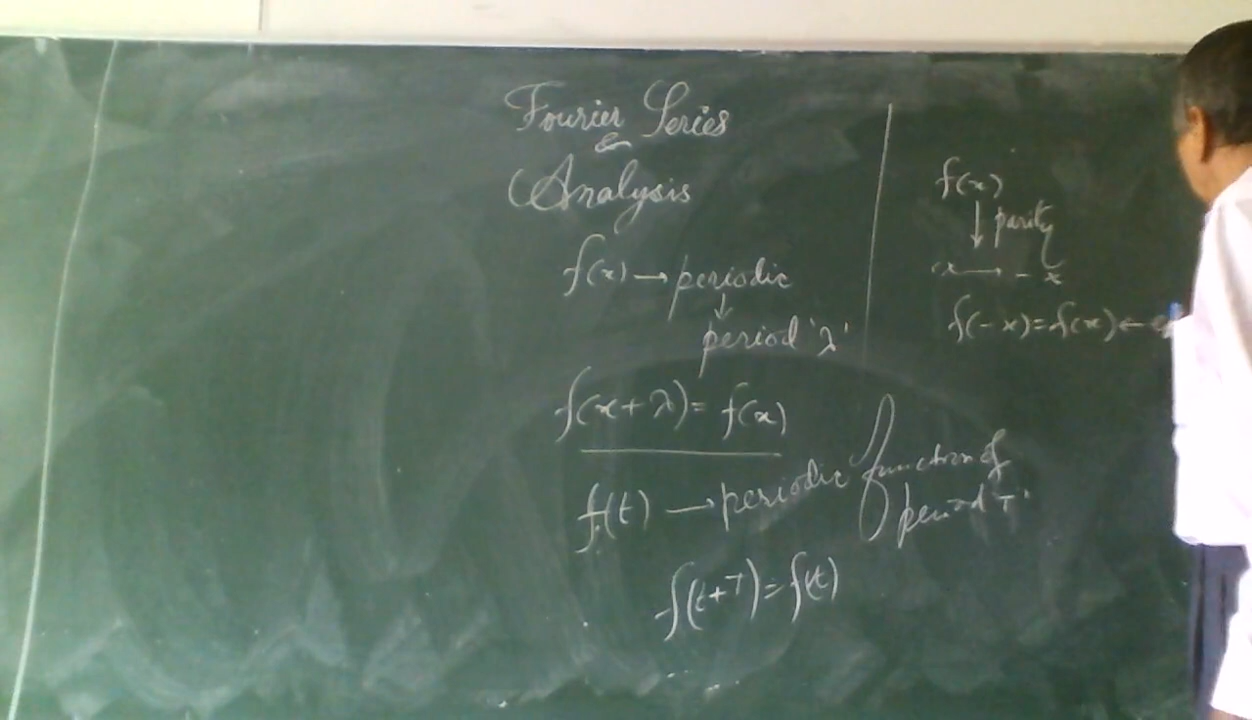 Fourier Series
&
Analysis
f(x) → periodic
↓
period 'λ'
f(x+λ) = f(x)
f(t) → periodic function of
period 'T'
f(t+T) = f(t)
f(x)
↓ parity
x → - x
f(-x) = f(x) ←